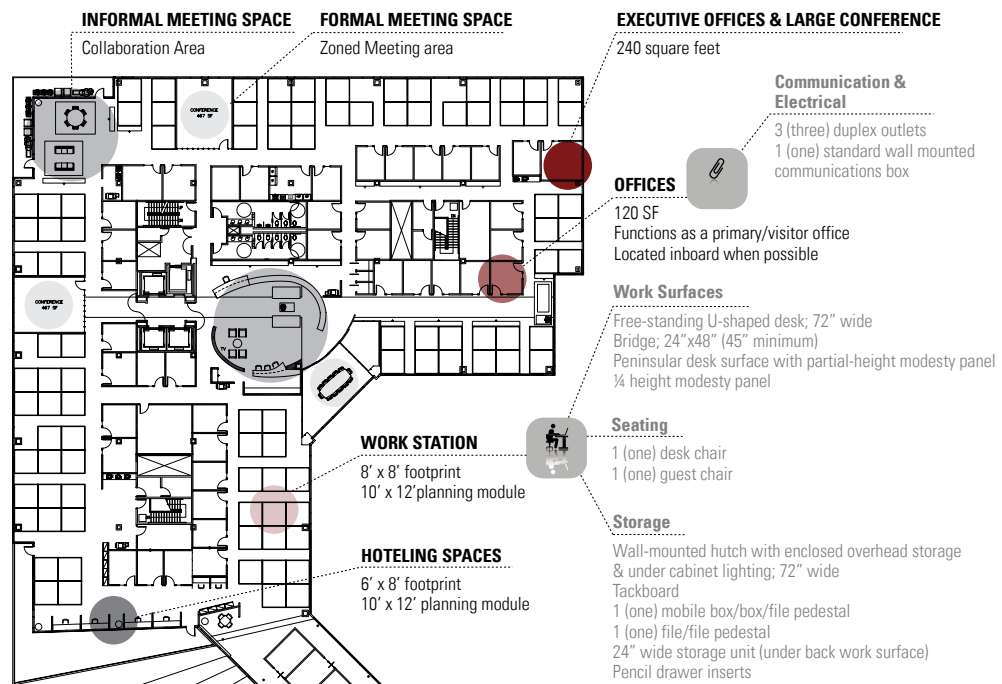 INFORMAL MEETING SPACE
Collaboration Area
FORMAL MEETING SPACE
Zoned Meeting area
EXECUTIVE OFFICES & LARGE CONFERENCE
240 square feet
Communication &
Electrical
3 (three) duplex outlets
1 (one) standard wall mounted
communications box
OFFICES
120 SF
Functions as a primary/visitor office
Located inboard when possible
Work Surfaces
Free-standing U-shaped desk; 72” wide
Bridge; 24”x48” (45” minimum)
Peninsular desk surface with partial-height modesty panel
¼ height modesty panel
Seating
1 (one) desk chair
1 (one) guest chair
Storage
Wall-mounted hutch with enclosed overhead storage
& under cabinet lighting; 72” wide
Tackboard
1 (one) mobile box/box/file pedestal
1 (one) file/file pedestal
24” wide storage unit (under back work surface)
Pencil drawer inserts
WORK STATION
8’ x 8’ footprint
10’ x 12’planning module
HOTELING SPACES
6’ x 8’ footprint
10’ x 12’ planning module
CONFERENCE
467 SF
CONFERENCE
467 SF
TV